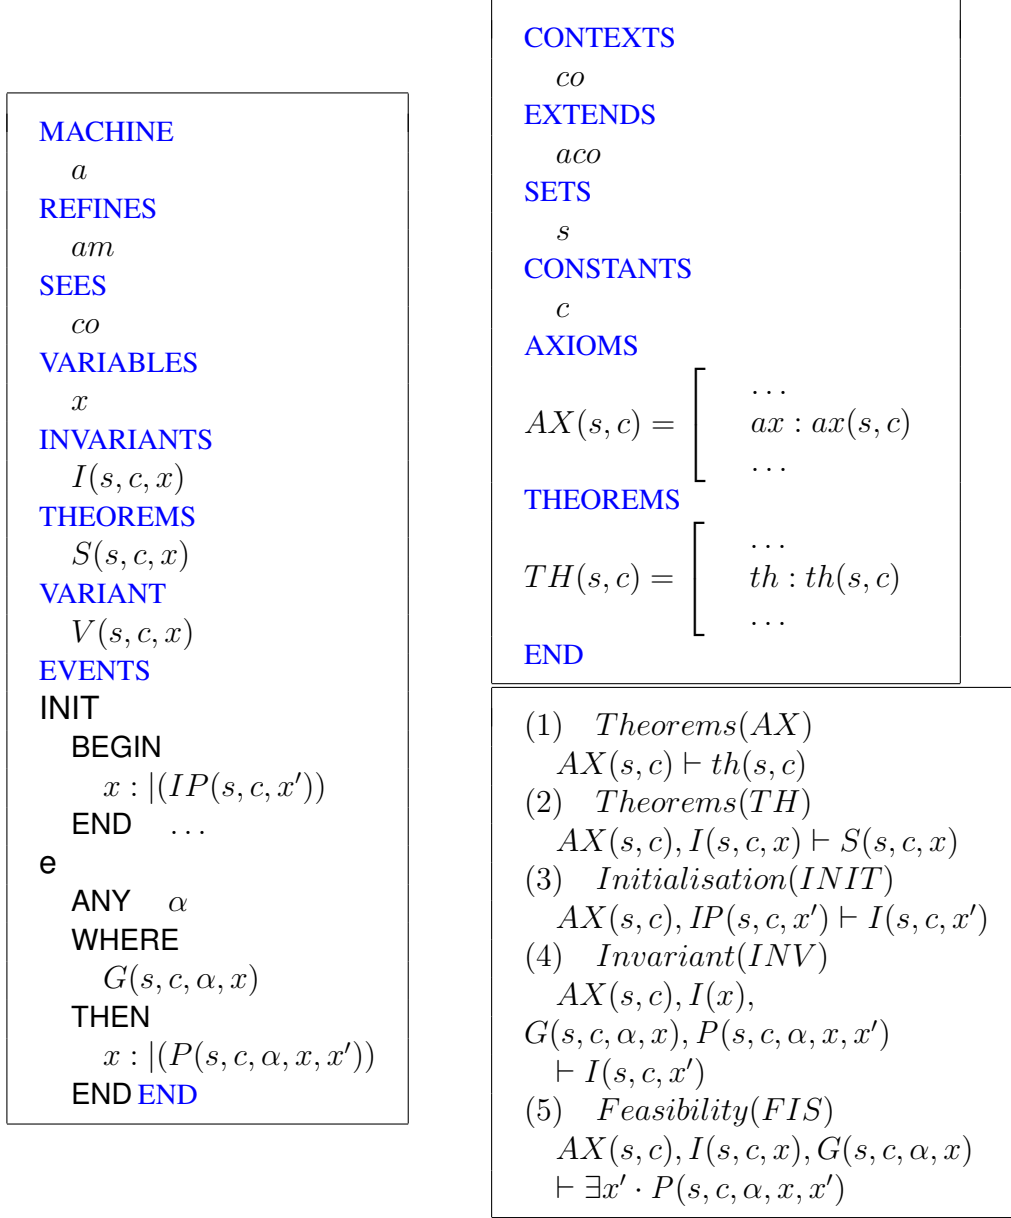 MACHINE
a
REFINES
am
SEES
co
VARIABLES
x
INVARIANTS
I(s, c, x)
THEOREMS
S(s, c, x)
VARIANT
V(s, c, x)
EVENTS
INIT
BEGIN
x : |(IP(s, c, x′))
END . . .
e
ANY α
WHERE
G(s, c, α, x)
THEN
x : |(P(s, c, α, x, x′))
END END
CONTEXTS
co
EXTENDS
aco
SETS
s
CONSTANTS
c
AXIOMS
. . .
AX(s, c) = [ ax : ax(s, c)
. . .
THEOREMS
. . .
TH(s, c) = [ th : th(s, c)
. . .
END
(1) Theorems(AX)
AX(s, c) ⊢ th(s, c)
(2) Theorems(TH)
AX(s, c), I(s, c, x) ⊢ S(s, c, x)
(3) Initialisation(INIT)
AX(s, c), IP(s, c, x′) ⊢ I(s, c, x′)
(4) Invariant(INV)
AX(s, c), I(x),
G(s, c, α, x), P(s, c, α, x, x′)
⊢ I(s, c, x′)
(5) Feasibility(FIS)
AX(s, c), I(s, c, x), G(s, c, α, x)
⊢ ∃x′ · P(s, c, α, x, x′)